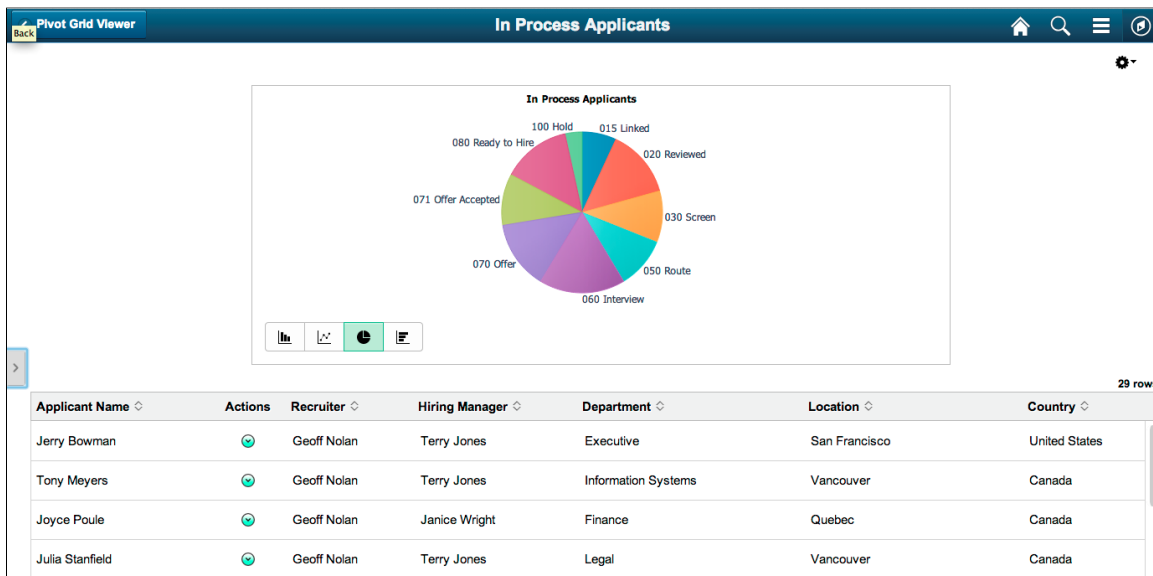 Pivot Grid Viewer
Back
In Process Applicants
In Process Applicants
100 Hold
015 Linked
080 Ready to Hire
020 Reviewed
071 Offer Accepted
030 Screen
070 Offer
050 Route
060 Interview
29 row
Applicant Name Actions Recruiter Hiring Manager Department Location Country
Jerry Bowman Geoff Nolan Terry Jones Executive San Francisco United States
Tony Meyers Geoff Nolan Terry Jones Information Systems Vancouver Canada
Joyce Poule Geoff Nolan Janice Wright Finance Quebec Canada
Julia Stanfield Geoff Nolan Terry Jones Legal Vancouver Canada